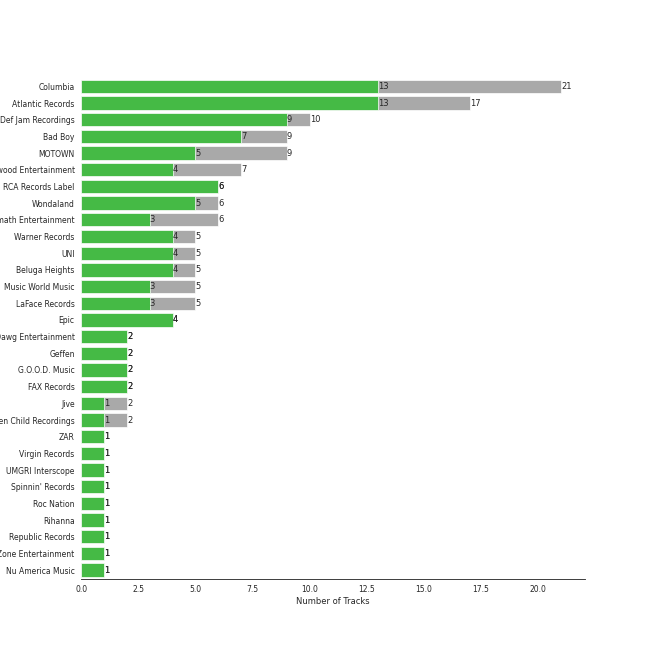 Columbia 13 21
Atlantic Records 13 17
Def Jam Recordings 9 10
Bad Boy 7 9
MOTOWN 5 9
wood Entertainment 4 7
RCA Records Label 6
Wondaland 5 6
math Entertainment 3 6
Warner Records 4 5
UNI 4 5
Beluga Heights 4 5
Music World Music 3 5
LaFace Records 3 5
Epic 4
Dawg Entertainment 2
Geffen 2
G.O.O.D. Music 2
FAX Records 2
Jive 1 2
en Child Recordings 1 2
ZAR 1
Virgin Records 1
UMGRI Interscope 1
Spinnin' Records 1
Roc Nation 1
Rihanna 1
Republic Records 1
Zone Entertainment 1
Nu America Music 1
0.0 2.5 5.0 7.5 10.0 12.5 15.0 17.5 20.0
Number of Tracks